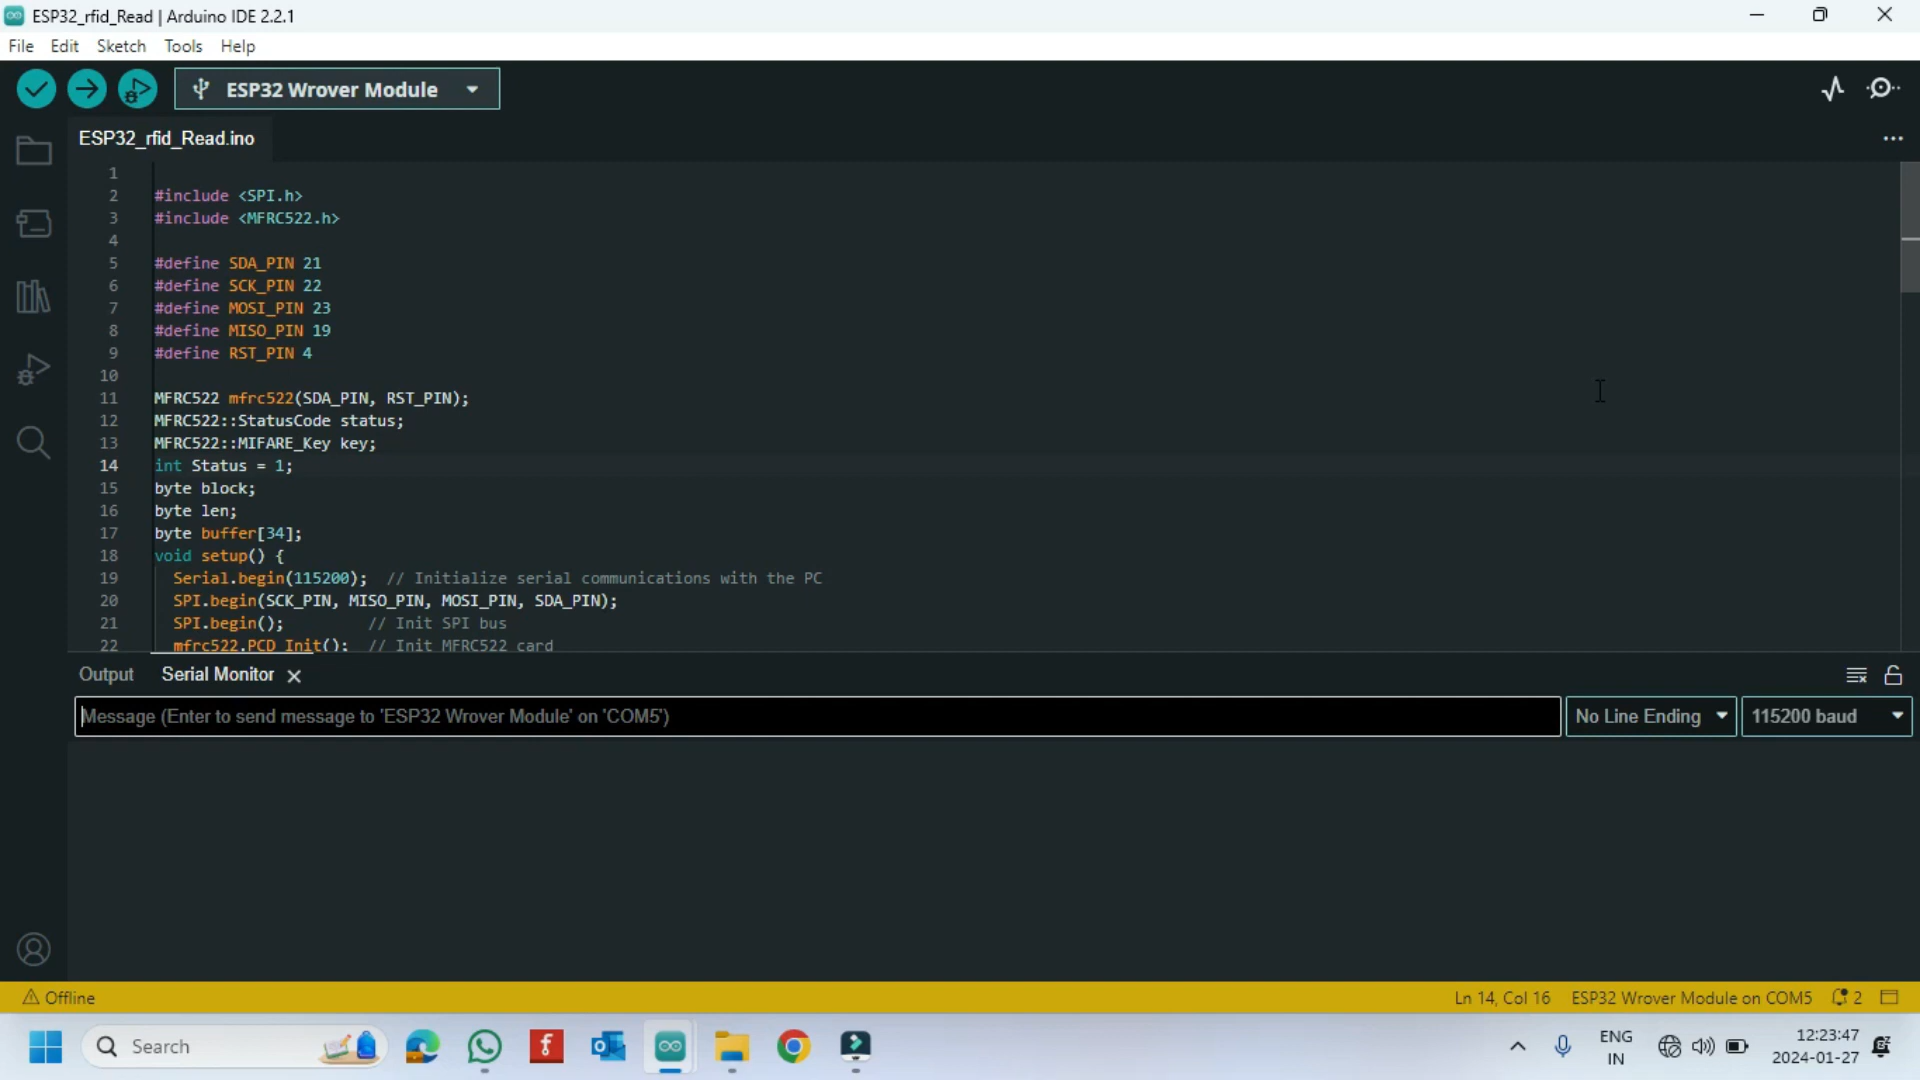 ESP32_rfid_Read | Arduino IDE 2.2.1
File Edit Sketch Tools Help
ESP32 Wrover Module
ESP32_rfid_Read.ino
1
2 #include <SPI.h>
3 #include <MFRC522.h>
4
5 #define SDA_PIN 21
6 #define SCK_PIN 22
7 #define MOSI_PIN 23
8 #define MISO_PIN 19
9 #define RST_PIN 4
10
11 MFRC522 mfrc522(SDA_PIN, RST_PIN);
12 MFRC522::StatusCode status;
13 MFRC522::MIFARE_Key key;
14 int Status = 1;
15 byte block;
16 byte len;
17 byte buffer[34];
18 void setup() {
19 Serial.begin(115200); // Initialize serial communications with the PC
20 SPI.begin(SCK_PIN, MISO_PIN, MOSI_PIN, SDA_PIN);
21 SPI.begin(); // Init SPI bus
22 mfrc522.PCD_Init(); // Init MFRC522 card
Output Serial Monitor
Message (Enter to send message to 'ESP32 Wrover Module' on 'COM5') No Line Ending 115200 baud
Offline Ln 14, Col 16 ESP32 Wrover Module on COM5 2
Search ENG 12:23:47
IN 2024-01-27